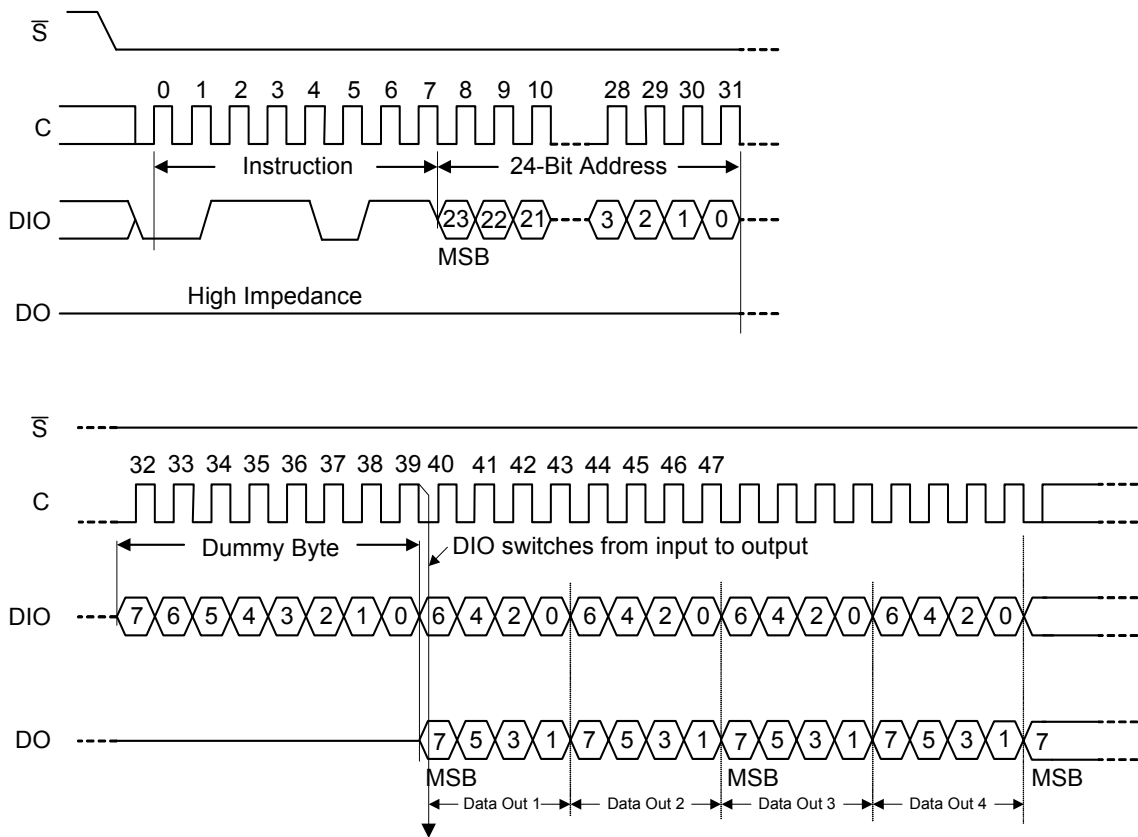 S
0 1 2 3 4 5 6 7 8 9 10 28 29 30 31
C
Instruction 24-Bit Address
DIO 23 22 21 3 2 1 0
MSB
High Impedance
DO
S
32 33 34 35 36 37 38 39 40 41 42 43 44 45 46 47
C
Dummy Byte DIO switches from input to output
DIO 7 6 5 4 3 2 1 0 6 4 2 0 6 4 2 0 6 4 2 0 6 4 2 0
DO 7 5 3 1 7 5 3 1 7 5 3 1 7 5 3 1 7
MSB MSB MSB
Data Out 1 Data Out 2 Data Out 3 Data Out 4